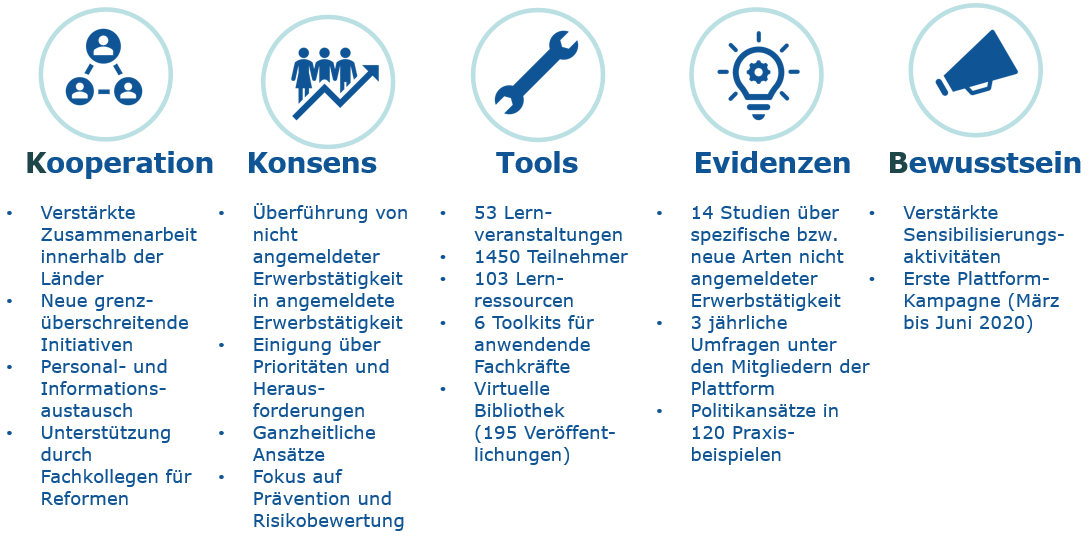 Kooperation
• Verstärkte
Zusammenarbeit
innerhalb der
Länder
• Neue grenz-
überschreitende
Initiativen
• Personal- und
Informations-
austausch
• Unterstützung
durch
Fachkollegen für
Reformen
Konsens
• Überführung von
nicht
angemeldeter
Erwerbstätigkeit
in angemeldete
Erwerbstätigkeit
• Einigung über
Prioritäten und
Heraus-
forderungen
• Ganzheitliche
Ansätze
• Fokus auf
Prävention und
Risikobewertung
Tools
• 53 Lern-
veranstaltungen
• 1450 Teilnehmer
• 103 Lern-
ressourcen
• 6 Toolkits für
anwendende
Fachkräfte
• Virtuelle
Bibliothek
(195 Veröffent-
lichungen)
Evidenzen
• 14 Studien über
spezifische bzw.
neue Arten nicht
angemeldeter
Erwerbstätigkeit
• 3 jährliche
Umfragen unter
den Mitgliedern der
Plattform
• Politikansätze in
120 Praxis-
beispielen
Bewusstsein
• Verstärkte
Sensibilisierungs-
aktivitäten
• Erste Plattform-
Kampagne (März
bis Juni 2020)